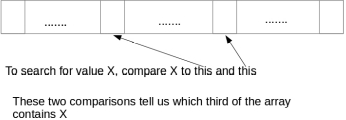 ....... ....... .......
To search for value X, compare X to this and this
These two comparisons tell us which third of the array
contains X